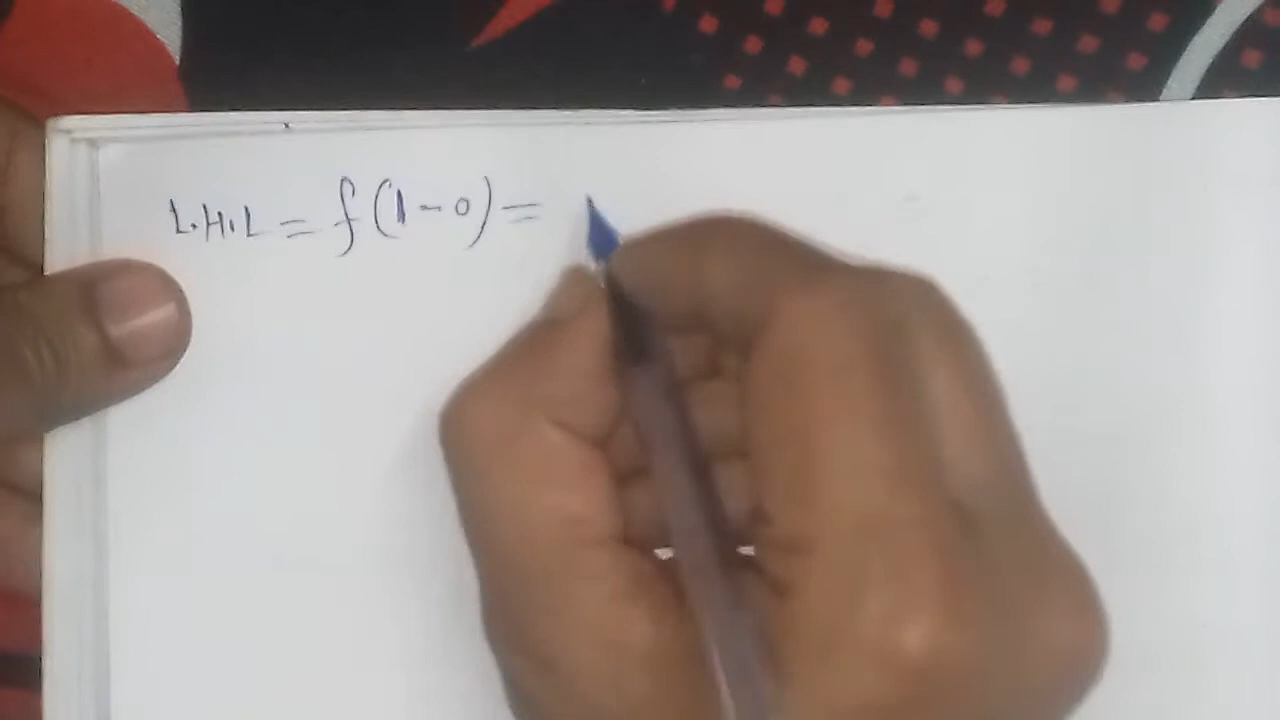 L.H.L = f(1-0) =